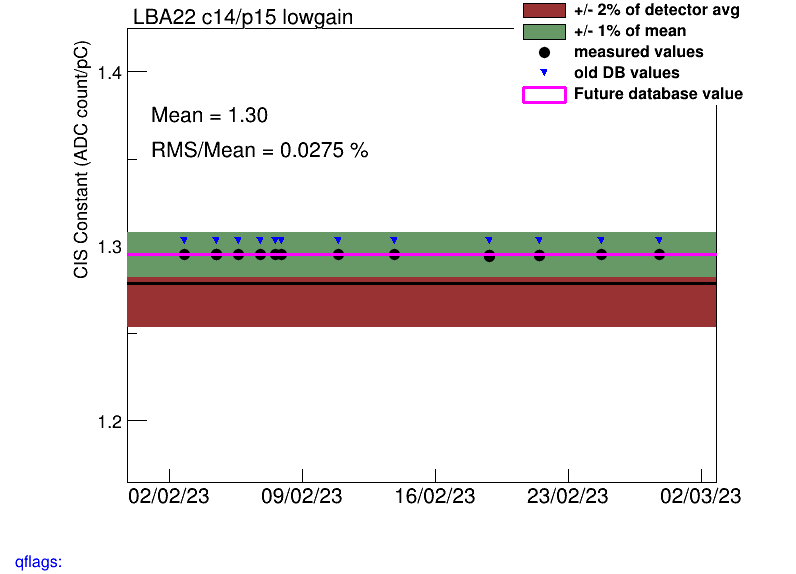 LBA22 c14/p15 lowgain
+/- 2% of detector avg
+/- 1% of mean
measured values
old DB values
Future database value
CIS Constant (ADC count/pC)
1.4
Mean = 1.30
RMS/Mean = 0.0275 %
1.3
1.2
02/02/23 09/02/23 16/02/23 23/02/23 02/03/23
qflags: